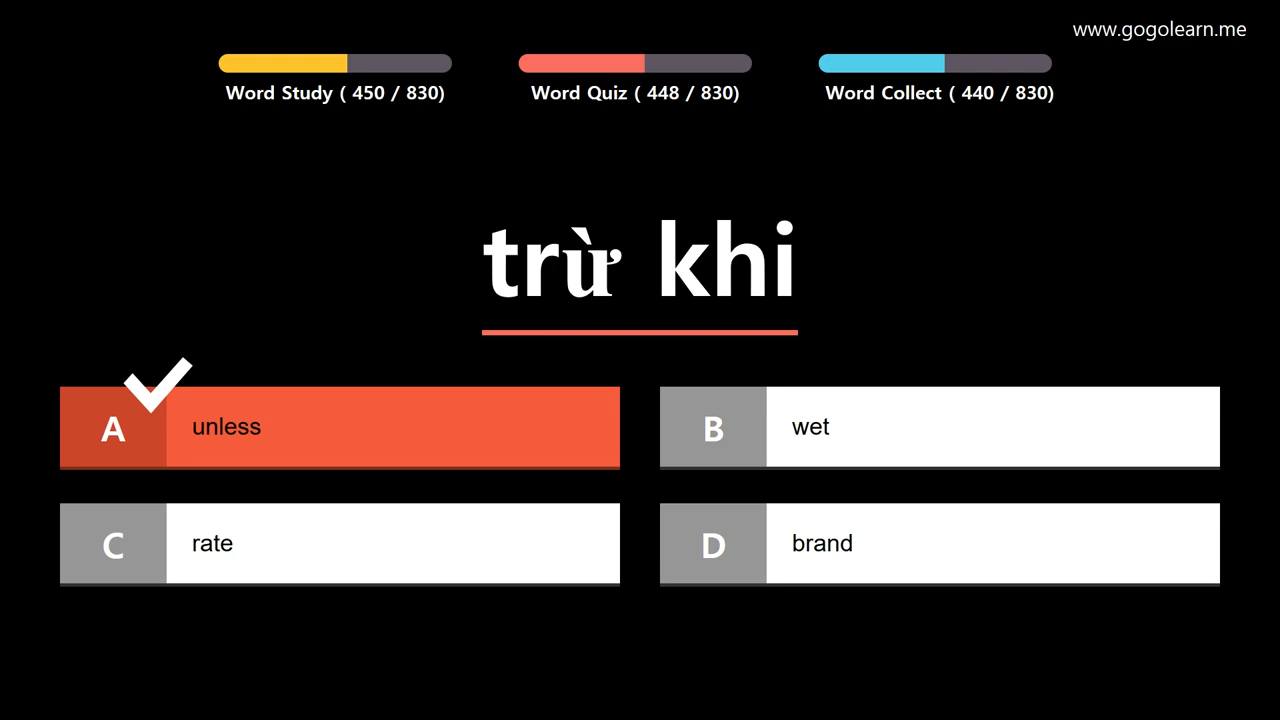 www.gogolearn.me
Word Study ( 450 / 830)
Word Quiz ( 448 / 830)
Word Collect ( 440 / 830)
trừ khi
A unless
B wet
C rate
D brand